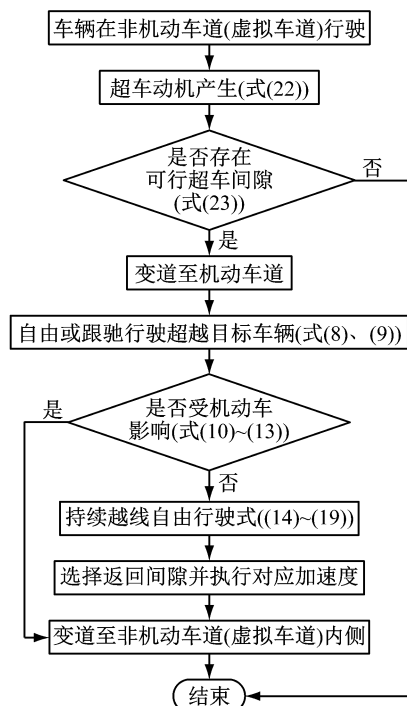 车辆在非机动车道(虚拟车道)行驶
超车动机产生(式(22))
是否存在
可行超车间隙
(式(23))
否
是
变道至机动车道
自由或跟驰行驶超越目标车辆(式(8)、(9))
是
是否受机动车
影响(式(10)~(13))
否
持续越线自由行驶式((14)~(19))
选择返回间隙并执行对应加速度
变道至非机动车道(虚拟车道)内侧
结束